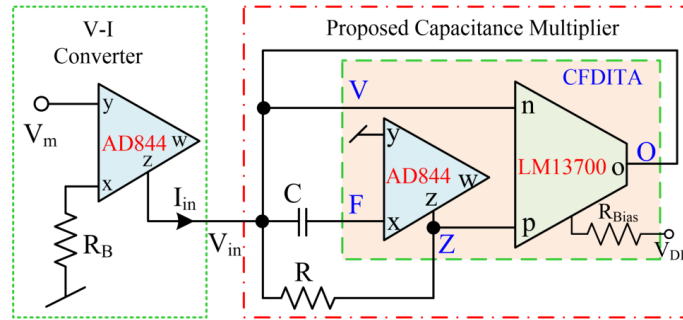 V-I
Converter
Proposed Capacitance Multiplier
CFDITA
V
n
y
Vm
AD844
w
z
x
RB
Iin
Vin
C
F
y
AD844
w
z
x
Z
R
LM13700
p
o
O
RBias